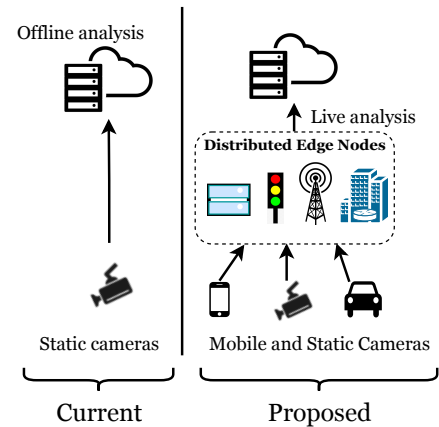 Offline analysis
Live analysis
Distributed Edge Nodes
Static cameras
Mobile and Static Cameras
Current
Proposed